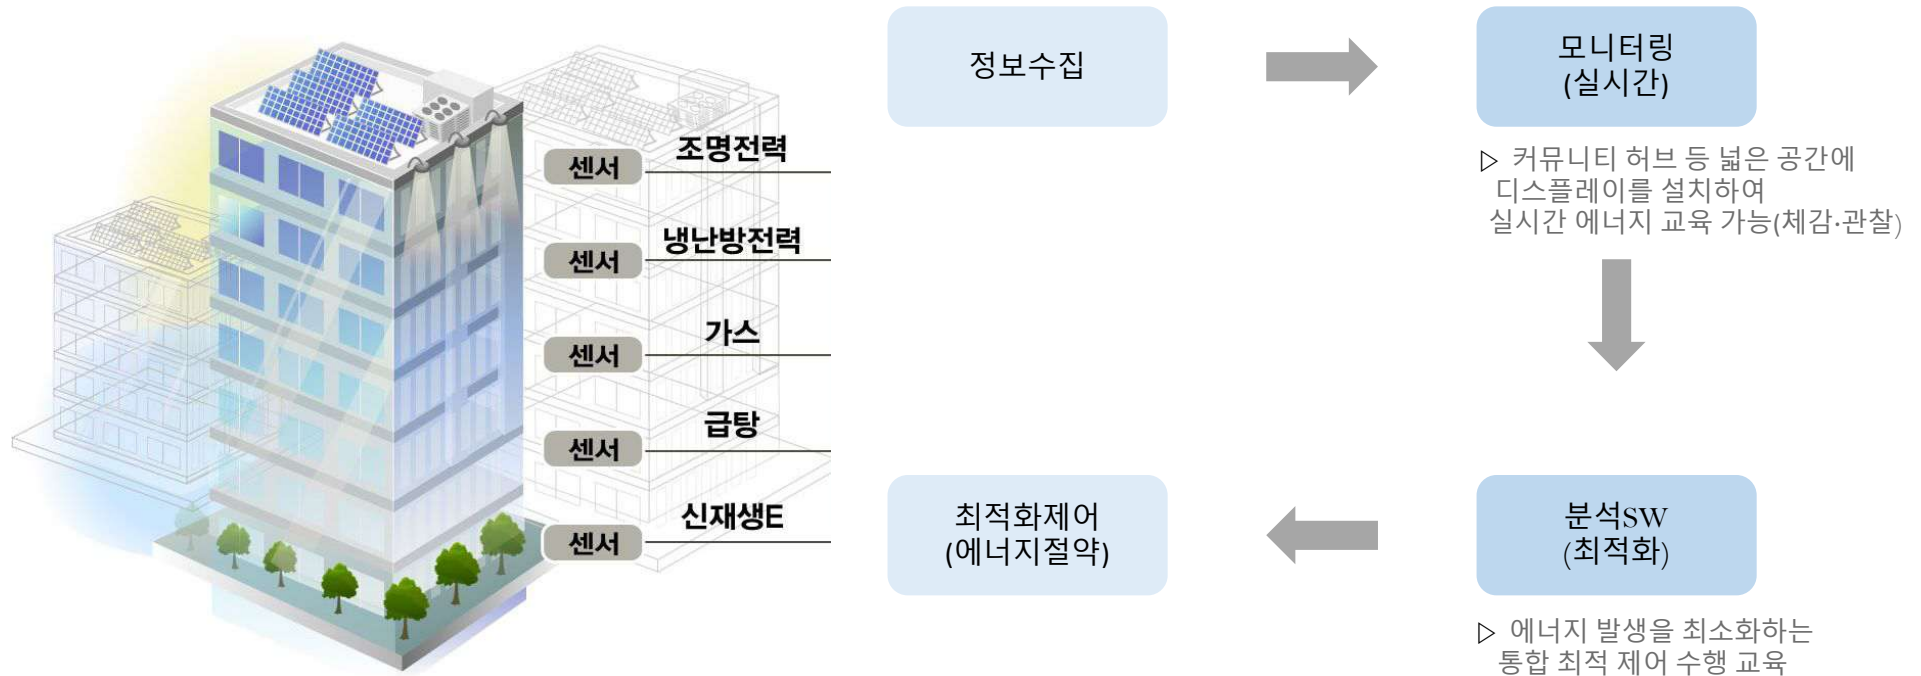 센서
조명전력
센서
냉난방전력
센서
가스
센서
급탕
센서
신재생E
정보수집
모니터링
(실시간)
▷ 커뮤니티 허브 등 넓은 공간에
디스플레이를 설치하여
실시간 에너지 교육 가능(체감·관찰)
분석SW
(최적화)
▷ 에너지 발생을 최소화하는
통합 최적 제어 수행 교육
최적화제어
(에너지절약)